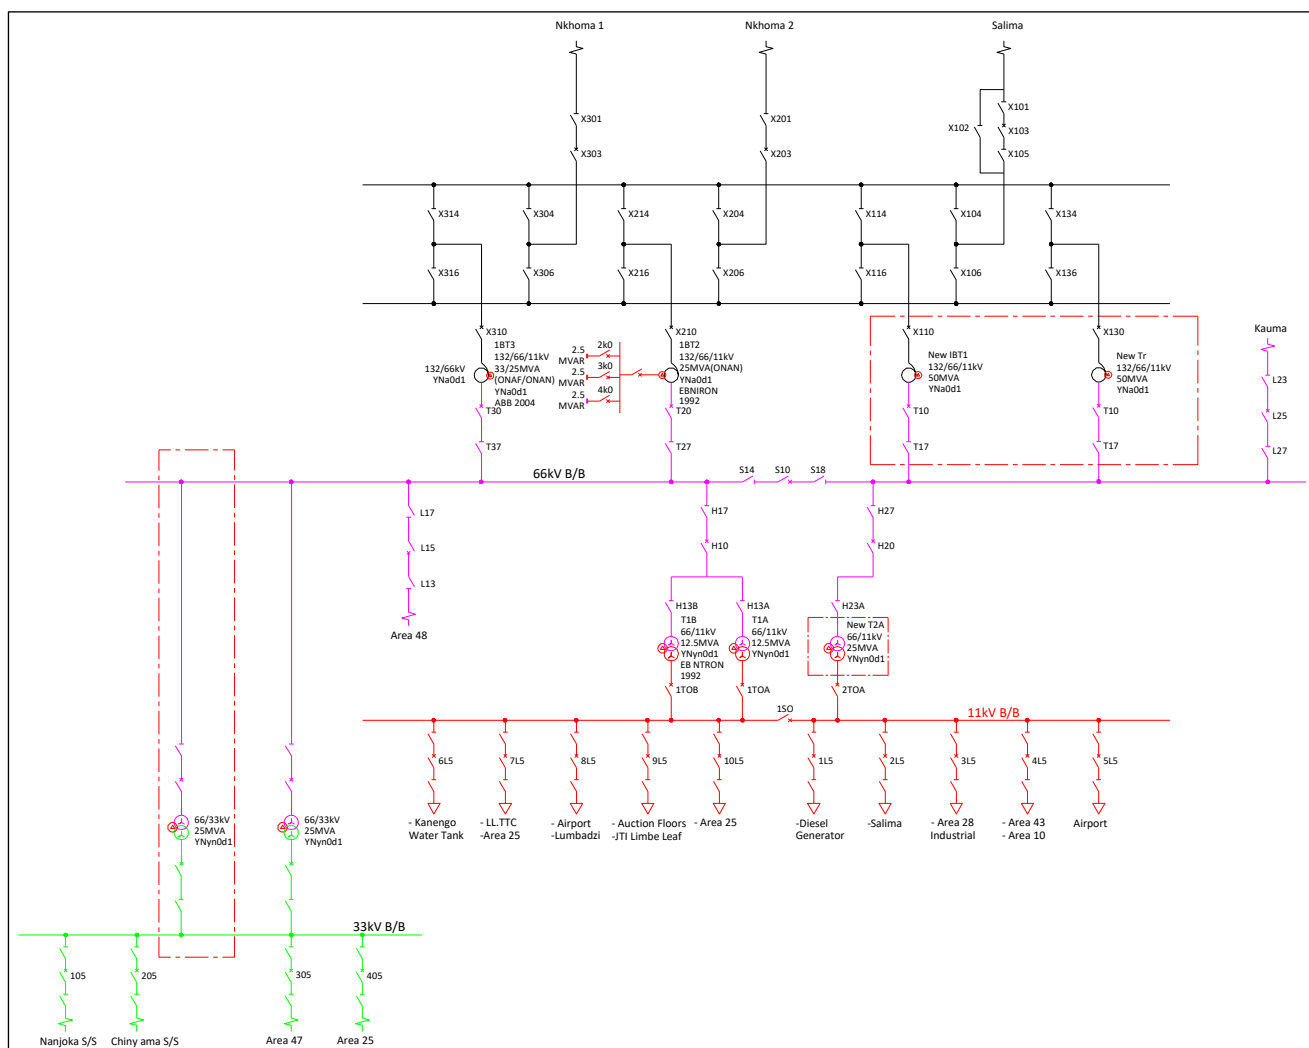 Nkhoma 1
Nkhoma 2
Salima
X301
X303
X201
X203
X102
X101
X103
X105
X314
X304
X214
X204
X114
X104
X134
X316
X306
X216
X206
X116
X106
X136
X310
1BT3
132/66/11kV
33/25MVA
(ONAF/ONAN)
YNa0d1
ABB 2004
132/66kV
YNa0d1
T30
T37
2.5
MVAR
2k0
2.5
MVAR
3k0
2.5
MVAR
4k0
X210
1BT2
132/66/11kV
25MVA(ONAN)
YNa0d1
EBNIRON
1992
T20
T27
X110
New IBT1
132/66/11kV
50MVA
YNa0d1
T10
T17
X130
New Tr
132/66/11kV
50MVA
YNa0d1
T10
T17
Kauma
L23
L25
L27
66kV B/B
S14
S10
S18
L17
L15
L13
Area 48
H17
H10
H27
H20
H13B
T1B
66/11kV
12.5MVA
YNyn0d1
EB NTRON
1992
H13A
T1A
66/11kV
12.5MVA
YNyn0d1
H23A
New T2A
66/11kV
25MVA
YNyn0d1
1TOB
1TOA
2TOA
1SO
11kV B/B
6L5
7L5
8L5
9L5
10L5
1L5
2L5
3L5
4L5
5L5
- Kanengo
Water Tank
- LL.TTC
-Area 25
- Airport
-Lumbadzi
- Auction Floors
-JTI Limbe Leaf
- Area 25
-Diesel
Generator
-Salima
- Area 28
Industrial
- Area 43
- Area 10
Airport
66/33kV
25MVA
YNyn0d1
66/33kV
25MVA
YNyn0d1
33kV B/B
105
205
305
405
Nanjoka S/S
Chiny ama S/S
Area 47
Area 25